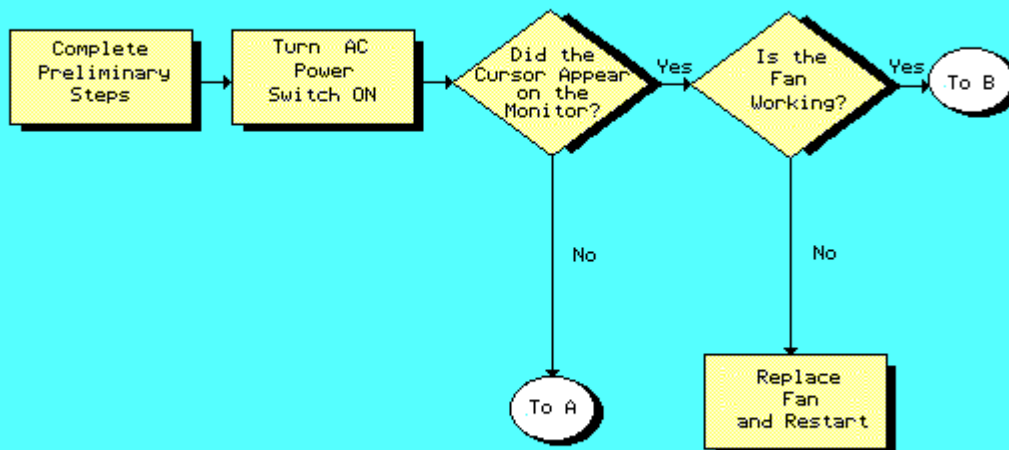 Complete
Preliminary
Steps
Turn AC
Power
Switch ON
Did the
Cursor Appear
on the
Monitor?
Yes
Is the
Fan
Working?
Yes
To B
No
No
To A
Replace
Fan
and Restart